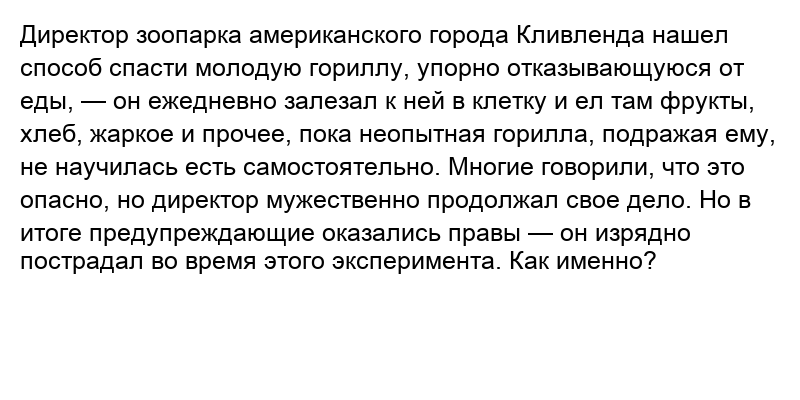 Директор зоопарка американского города Кливленда нашел
способ спасти молодую гориллу, упорно отказывающуюся от
еды, — он ежедневно залезал к ней в клетку и ел там фрукты,
хлеб, жаркое и прочее, пока неопытная горилла, подражая ему,
не научилась есть самостоятельно. Многие говорили, что это
опасно, но директор мужественно продолжал свое дело. Но в
итоге предупреждающие оказались правы — он изрядно
пострадал во время этого эксперимента. Как именно?